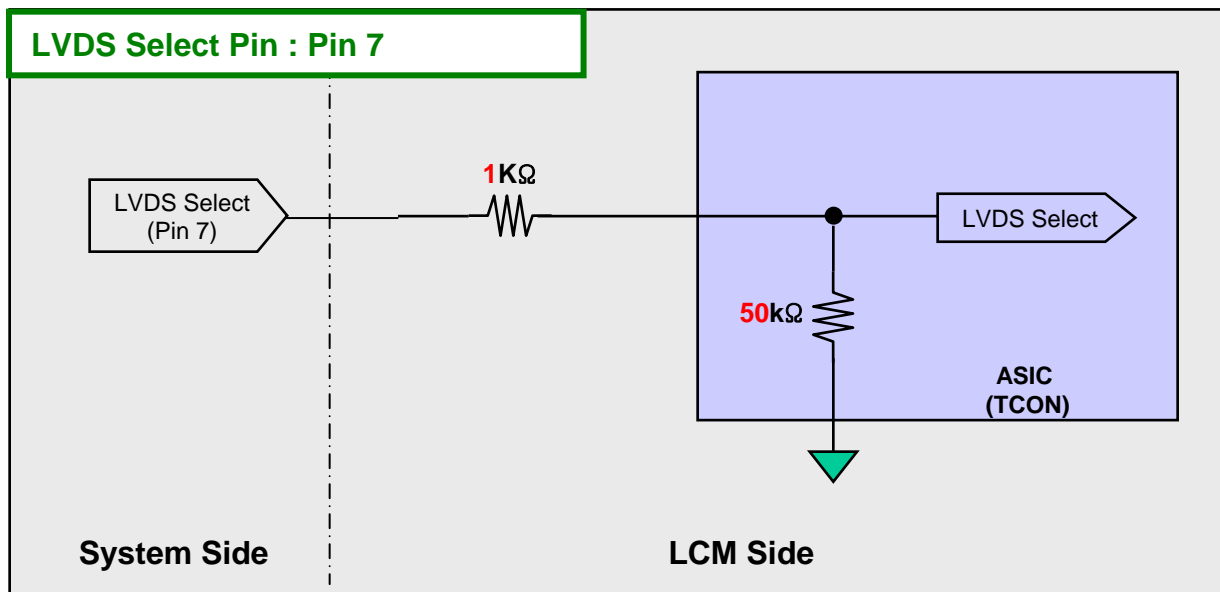 LVDS Select Pin : Pin 7
1KΩ
LVDS Select
(Pin 7)
LVDS Select
50kΩ
ASIC
(TCON)
System Side
LCM Side